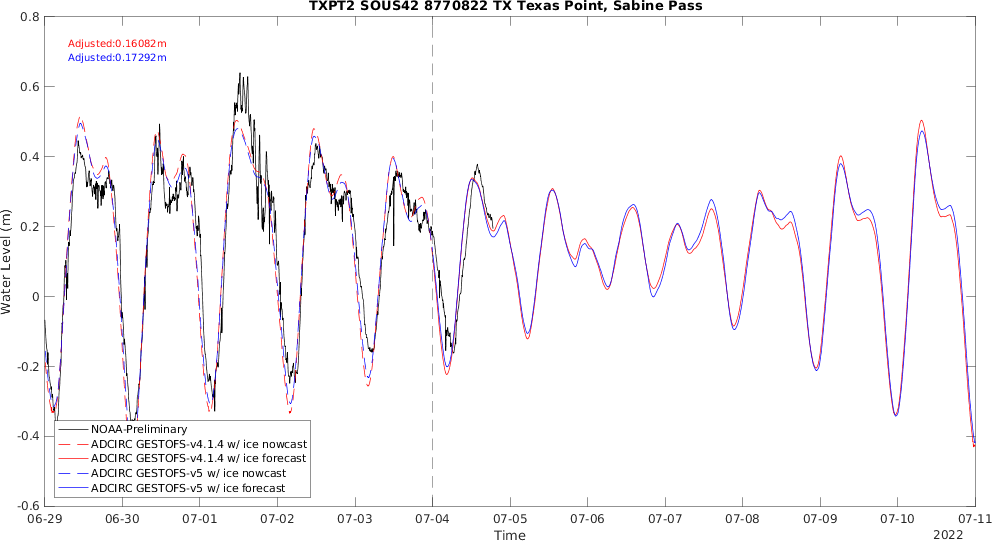 TXPT2 SOUS42 8770822 TX Texas Point, Sabine Pass
Adjusted:0.16082m
Adjusted:0.17292m
Water Level (m)
0.8
0.6
0.4
0.2
0
-0.2
-0.4
-0.6
NOAA-Preliminary
ADCIRC GESTOFS-v4.1.4 w/ ice nowcast
ADCIRC GESTOFS-v4.1.4 w/ ice forecast
ADCIRC GESTOFS-v5 w/ ice nowcast
ADCIRC GESTOFS-v5 w/ ice forecast
06-29 06-30 07-01 07-02 07-03 07-04 07-05 07-06 07-07 07-08 07-09 07-10 07-11
Time
2022